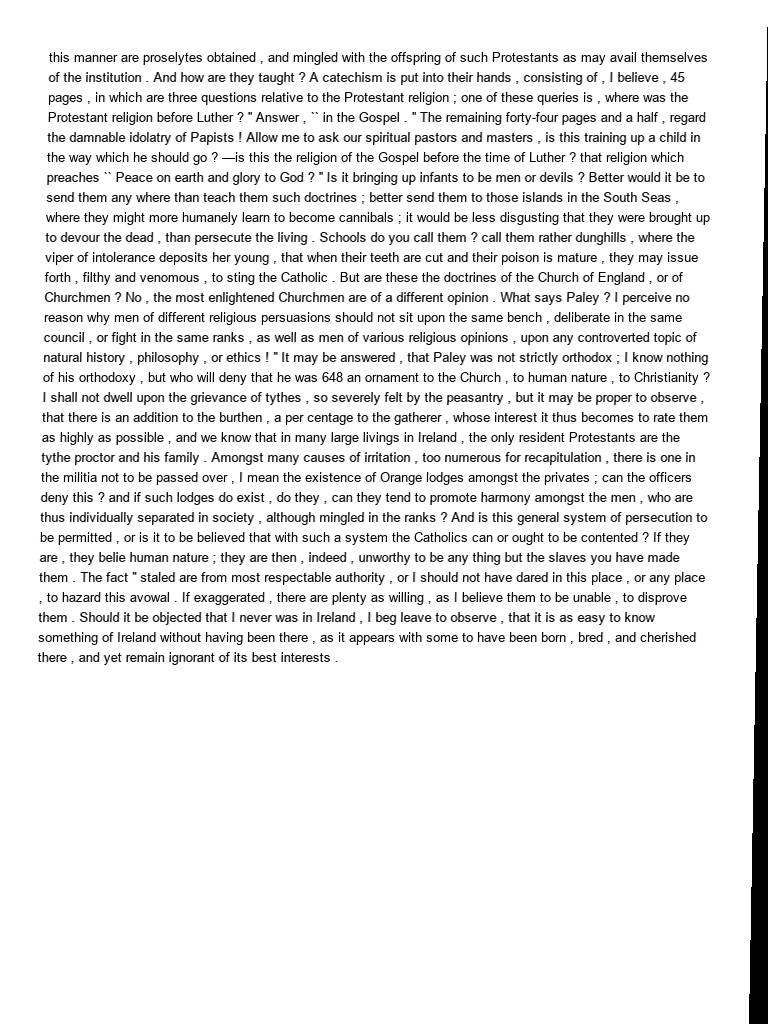 this manner are proselytes obtained , and mingled with the offspring of such Protestants as may avail themselves
of the institution . And how are they taught ? A catechism is put into their hands , consisting of , I believe , 45
pages , in which are three questions relative to the Protestant religion ; one of these queries is , where was the
Protestant religion before Luther ? " Answer , `` in the Gospel . " The remaining forty-four pages and a half , regard
the damnable idolatry of Papists ! Allow me to ask our spiritual pastors and masters , is this training up a child in
the way which he should go ? —is this the religion of the Gospel before the time of Luther ? that religion which
preaches `` Peace on earth and glory to God ? " Is it bringing up infants to be men or devils ? Better would it be to
send them any where than teach them such doctrines ; better send them to those islands in the South Seas ,
where they might more humanely learn to become cannibals ; it would be less disgusting that they were brought up
to devour the dead , than persecute the living . Schools do you call them ? call them rather dunghills , where the
viper of intolerance deposits her young , that when their teeth are cut and their poison is mature , they may issue
forth , filthy and venomous , to sting the Catholic . But are these the doctrines of the Church of England , or of
Churchmen ? No , the most enlightened Churchmen are of a different opinion . What says Paley ? I perceive no
reason why men of different religious persuasions should not sit upon the same bench , deliberate in the same
council , or fight in the same ranks , as well as men of various religious opinions , upon any controverted topic of
natural history , philosophy , or ethics ! " It may be answered , that Paley was not strictly orthodox ; I know nothing
of his orthodoxy , but who will deny that he was 648 an ornament to the Church , to human nature , to Christianity ?
I shall not dwell upon the grievance of tythes , so severely felt by the peasantry , but it may be proper to observe ,
that there is an addition to the burthen , a per centage to the gatherer , whose interest it thus becomes to rate them
as highly as possible , and we know that in many large livings in Ireland , the only resident Protestants are the
tythe proctor and his family . Amongst many causes of irritation , too numerous for recapitulation , there is one in
the militia not to be passed over , I mean the existence of Orange lodges amongst the privates ; can the officers
deny this ? and if such lodges do exist , do they , can they tend to promote harmony amongst the men , who are
thus individually separated in society , although mingled in the ranks ? And is this general system of persecution to
be permitted , or is it to be believed that with such a system the Catholics can or ought to be contented ? If they
are , they belie human nature ; they are then , indeed , unworthy to be any thing but the slaves you have made
them . The fact " staled are from most respectable authority , or I should not have dared in this place , or any place
, to hazard this avowal . If exaggerated , there are plenty as willing , as I believe them to be unable , to disprove
them . Should it be objected that I never was in Ireland , I beg leave to observe , that it is as easy to know
something of Ireland without having been there , as it appears with some to have been born , bred , and cherished
there , and yet remain ignorant of its best interests .